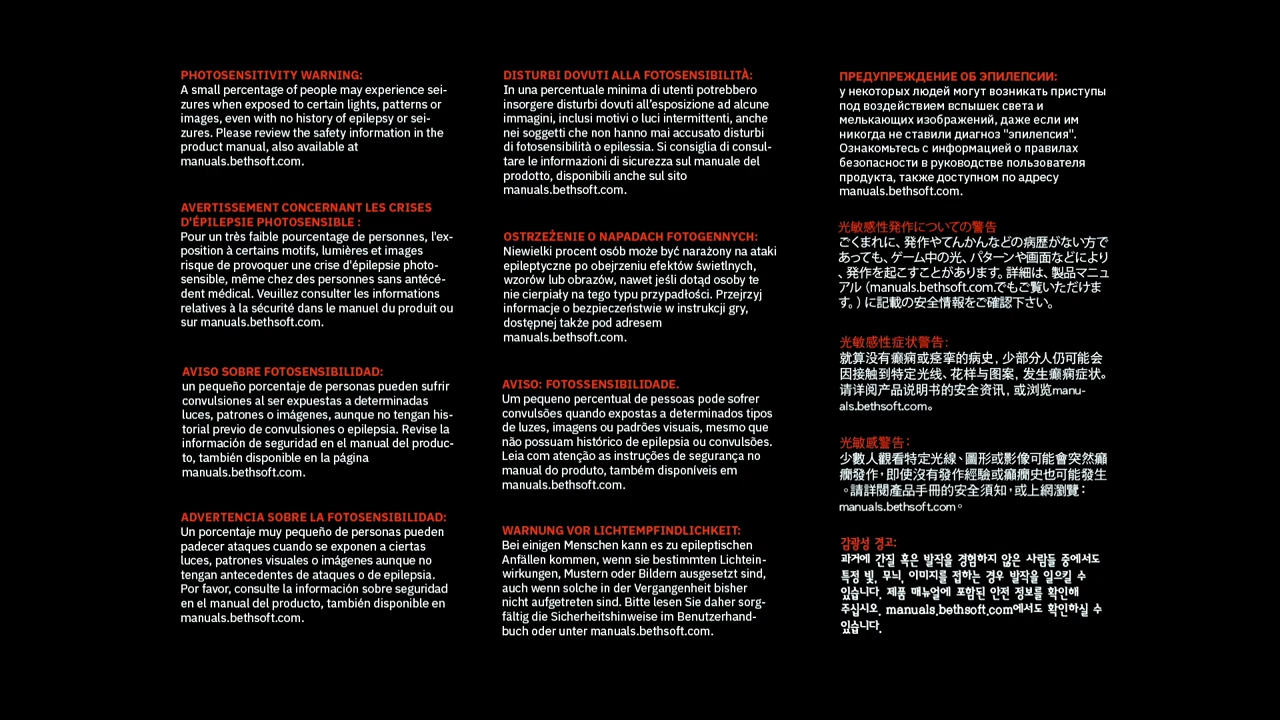 PHOTOSENSITIVITY WARNING:
A small percentage of people may experience sei-
zures when exposed to certain lights, patterns or
images, even with no history of epilepsy or sei-
zures. Please review the safety information in the
product manual, also available at
manuals.bethsoft.com.
AVERTISSEMENT CONCERNANT LES CRISES
D'ÉPILEPSIE PHOTOSENSIBLE :
Pour un très faible pourcentage de personnes, l'ex-
position à certains motifs, lumières et images
risque de provoquer une crise d'épilepsie photo-
sensible, même chez des personnes sans antécé-
dent médical. Veuillez consulter les informations
relatives à la sécurité dans le manuel du produit ou
sur manuals.bethsoft.com.
AVISO SOBRE FOTOSENSIBILIDAD:
un pequeño porcentaje de personas pueden sufrir
convulsiones al ser expuestas a determinadas
luces, patrones o imágenes, aunque no tengan his-
torial previo de convulsiones o epilepsia. Revise la
información de seguridad en el manual del produc-
to, también disponible en la página
manuals.bethsoft.com.
ADVERTENCIA SOBRE LA FOTOSENSIBILIDAD:
Un porcentaje muy pequeño de personas pueden
padecer ataques cuando se exponen a ciertas
luces, patrones visuales o imágenes aunque no
tengan antecedentes de ataques o de epilepsia.
Por favor, consulte la información sobre seguridad
en el manual del producto, también disponible en
manuals.bethsoft.com.
DISTURBI DOVUTI ALLA FOTOSENSIBILITÀ:
In una percentuale minima di utenti potrebbero
insorgere disturbi dovuti all'esposizione ad alcune
immagini, inclusi motivi o luci intermittenti, anche
nei soggetti che non hanno mai accusato disturbi
di fotosensibilità o epilessia. Si consiglia di consul-
tare le informazioni di sicurezza sul manuale del
prodotto, disponibili anche sul sito
manuals.bethsoft.com.
OSTRZEŻENIE O NAPADACH FOTOGENNYCH:
Niewielki procent osób może być narażony na ataki
epileptyczne po obejrzeniu efektów świetlnych,
wzorów lub obrazów, nawet jeśli dotąd osoby te
nie cierpiały na tego typu przypadłości. Przejrzyj
informacje o bezpieczeństwie w instrukcji gry,
dostępnej także pod adresem
manuals.bethsoft.com.
AVISO: FOTOSSENSIBILIDADE.
Um pequeno percentual de pessoas pode sofrer
convulsões quando expostas a determinados tipos
de luzes, imagens ou padrões visuais, mesmo que
não possuam histórico de epilepsia ou convulsões.
Leia com atenção as instruções de segurança no
manual do produto, também disponíveis em
manuals.bethsoft.com.
WARNUNG VOR LICHTEMPFINDLICHKEIT:
Bei einigen Menschen kann es zu epileptischen
Anfällen kommen, wenn sie bestimmten Lichtein-
wirkungen, Mustern oder Bildern ausgesetzt sind,
auch wenn solche in der Vergangenheit bisher
nicht aufgetreten sind. Bitte lesen Sie daher sorg-
fältig die Sicherheitshinweise im Benutzerhand-
buch oder unter manuals.bethsoft.com.
ПРЕДУПРЕЖДЕНИЕ ОБ ЭПИЛЕПСИИ:
у некоторых людей могут возникать приступы
под воздействием вспышек света и
мелькающих изображений, даже если им
никогда не ставили диагноз "эпилепсия".
Ознакомьтесь с информацией о правилах
безопасности в руководстве пользователя
продукта, также доступном по адресу
manuals.bethsoft.com.
光敏感性発作についての警告
ごくまれに、発作やてんかんなどの病歴がない方で
あっても、ゲーム中の光、パターンや画面などにより
、発作を起こすことがあります。詳細は、製品マニュ
アル（manuals.bethsoft.comでもご覧いただけま
す。）に記載の安全情報をご確認下さい。
光敏感性症状警告：
就算没有癫痫或痉挛的病史，少部分人仍可能会
因接触到特定光线、花样与图案，发生癫痫症状。
请详阅产品说明书的安全资讯，或浏览manu-
als.bethsoft.com。
光敏感警告：
少數人觀看特定光線、圖形或影像可能會突然癲
癇發作，即使沒有發作經驗或癲癇史也可能發生
。請詳閱產品手冊的安全須知，或上網瀏覽：
manuals.bethsoft.com。
감광성 경고:
과거에 간질 혹은 발작을 경험하지 않은 사람들 중에서도
특정 빛, 무늬, 이미지를 접하는 경우 발작을 일으킬 수
있습니다. 제품 매뉴얼에 포함된 안전 정보를 확인해
주십시오. manuals.bethsoft.com에서도 확인하실 수
있습니다.